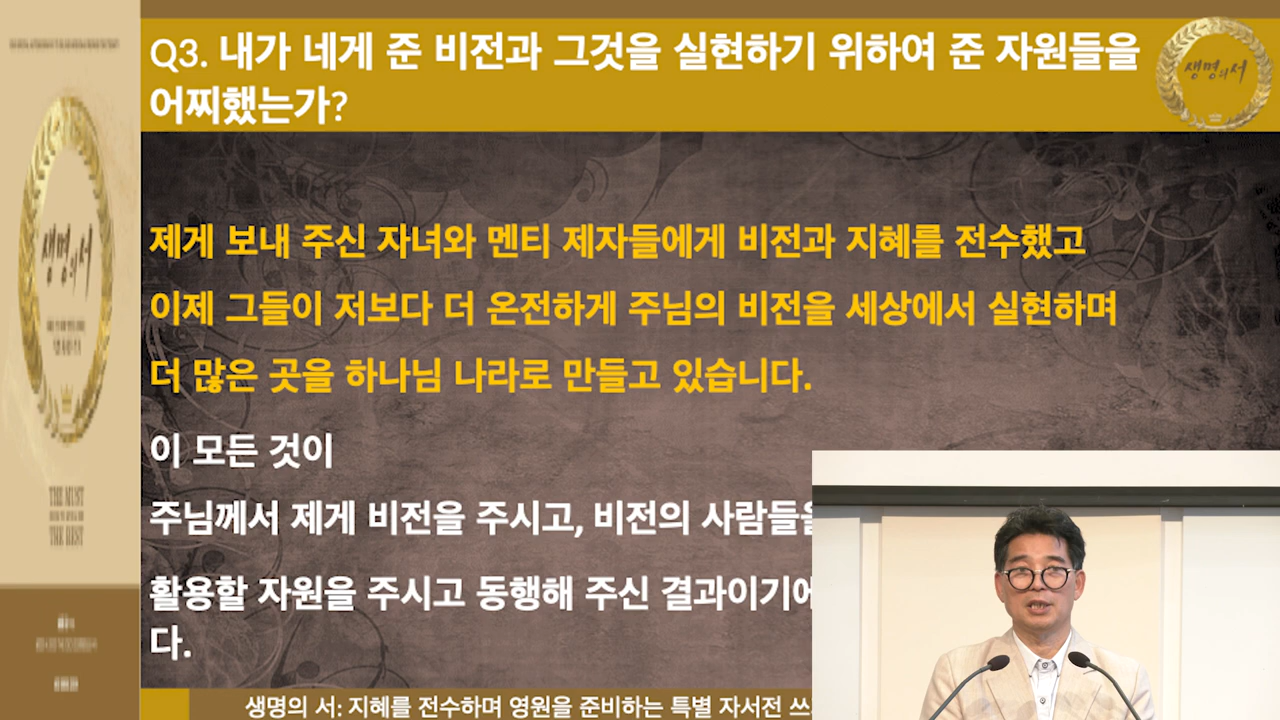 Q3. 내가 네게 준 비전과 그것을 실현하기 위하여 준 자원들을
어찌했는가?
생명의서
제게 보내 주신 자녀와 멘티 제자들에게 비전과 지혜를 전수했고
이제 그들이 저보다 더 온전하게 주님의 비전을 세상에서 실현하며
더 많은 곳을 하나님 나라로 만들고 있습니다.
이 모든 것이
주님께서 제게 비전을 주시고, 비전의 사람들을
활용할 자원을 주시고 동행해 주신 결과이기에
다.
생명의 서: 지혜를 전수하며 영원을 준비하는 특별 자서전 쓰
생명의서
THE MUST
THE BEST